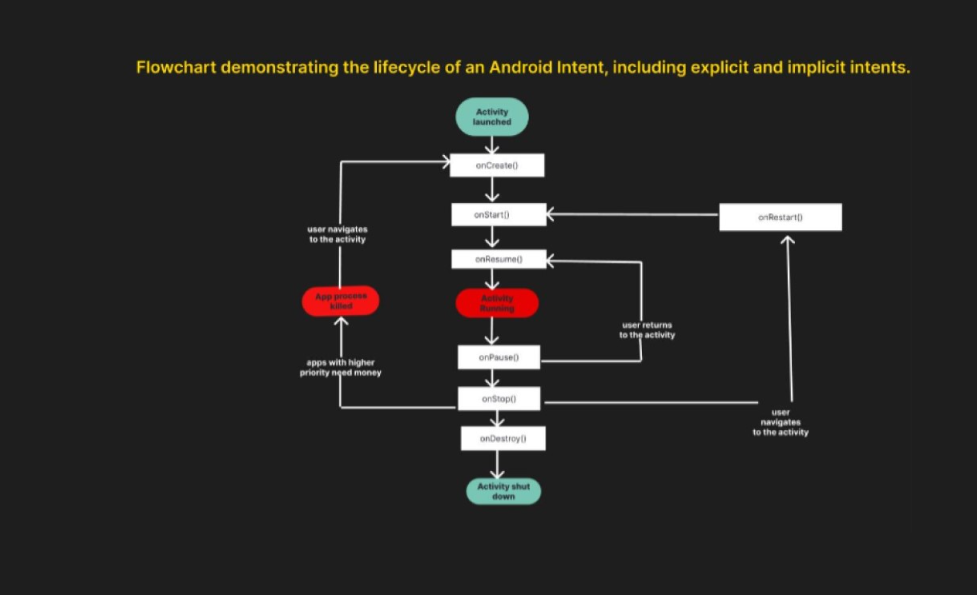 Flowchart demonstrating the lifecycle of an Android Intent, including explicit and implicit intents.
Activity
launched
onCreate()
onStart()
onRestart()
user navigates
to the activity
onResume()
App process
killed
Activity
Running
user returns
to the activity
onPause()
apps with higher
priority need money
onStop()
user
navigates
to the activity
onDestroy()
Activity shut
down